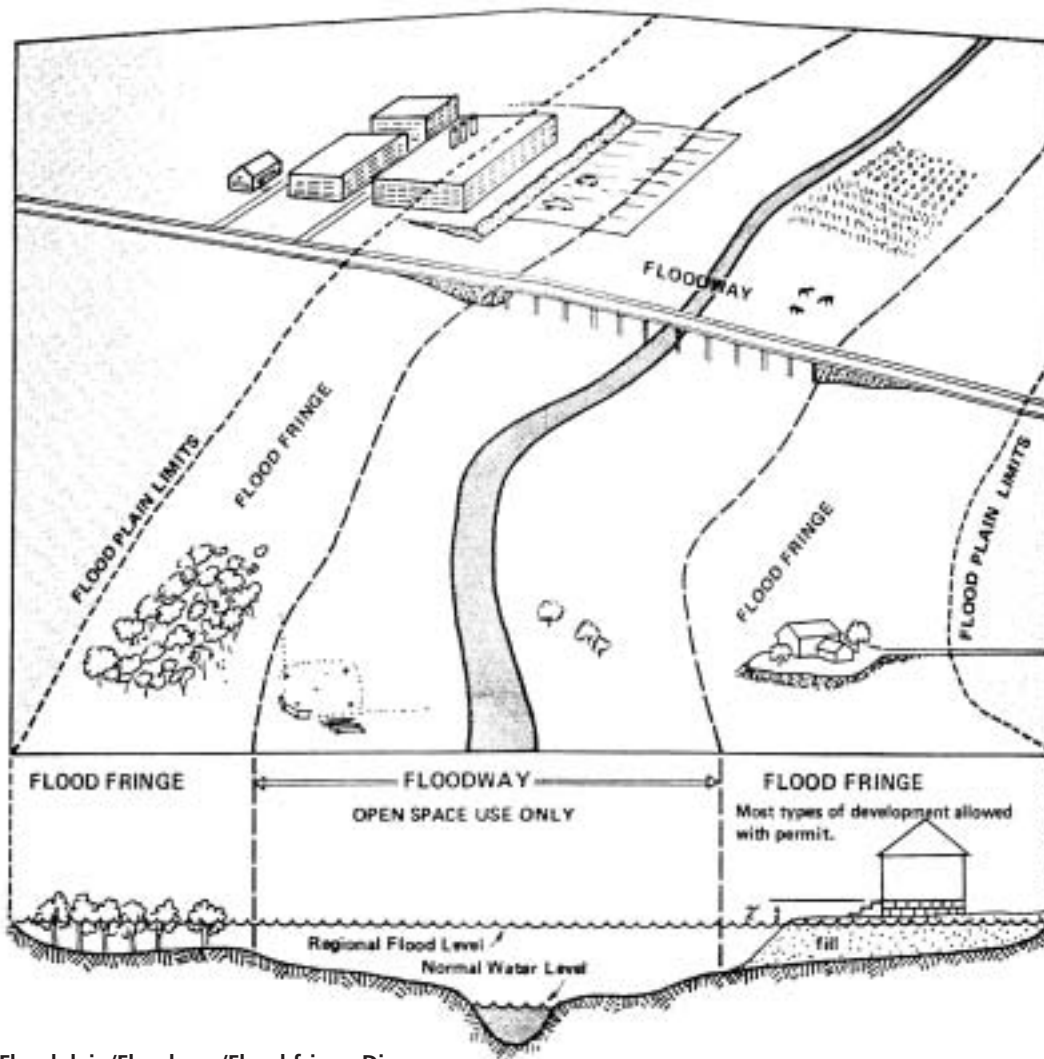 FLOODWAY
FLOOD PLAIN LIMITS
FLOOD FRINGE
FLOOD FRINGE
FLOOD PLAIN LIMITS
FLOOD FRINGE
FLOODWAY
OPEN SPACE USE ONLY
FLOOD FRINGE
Most types of development allowed
with permit.
Regional Flood Level
Normal Water Level
fill